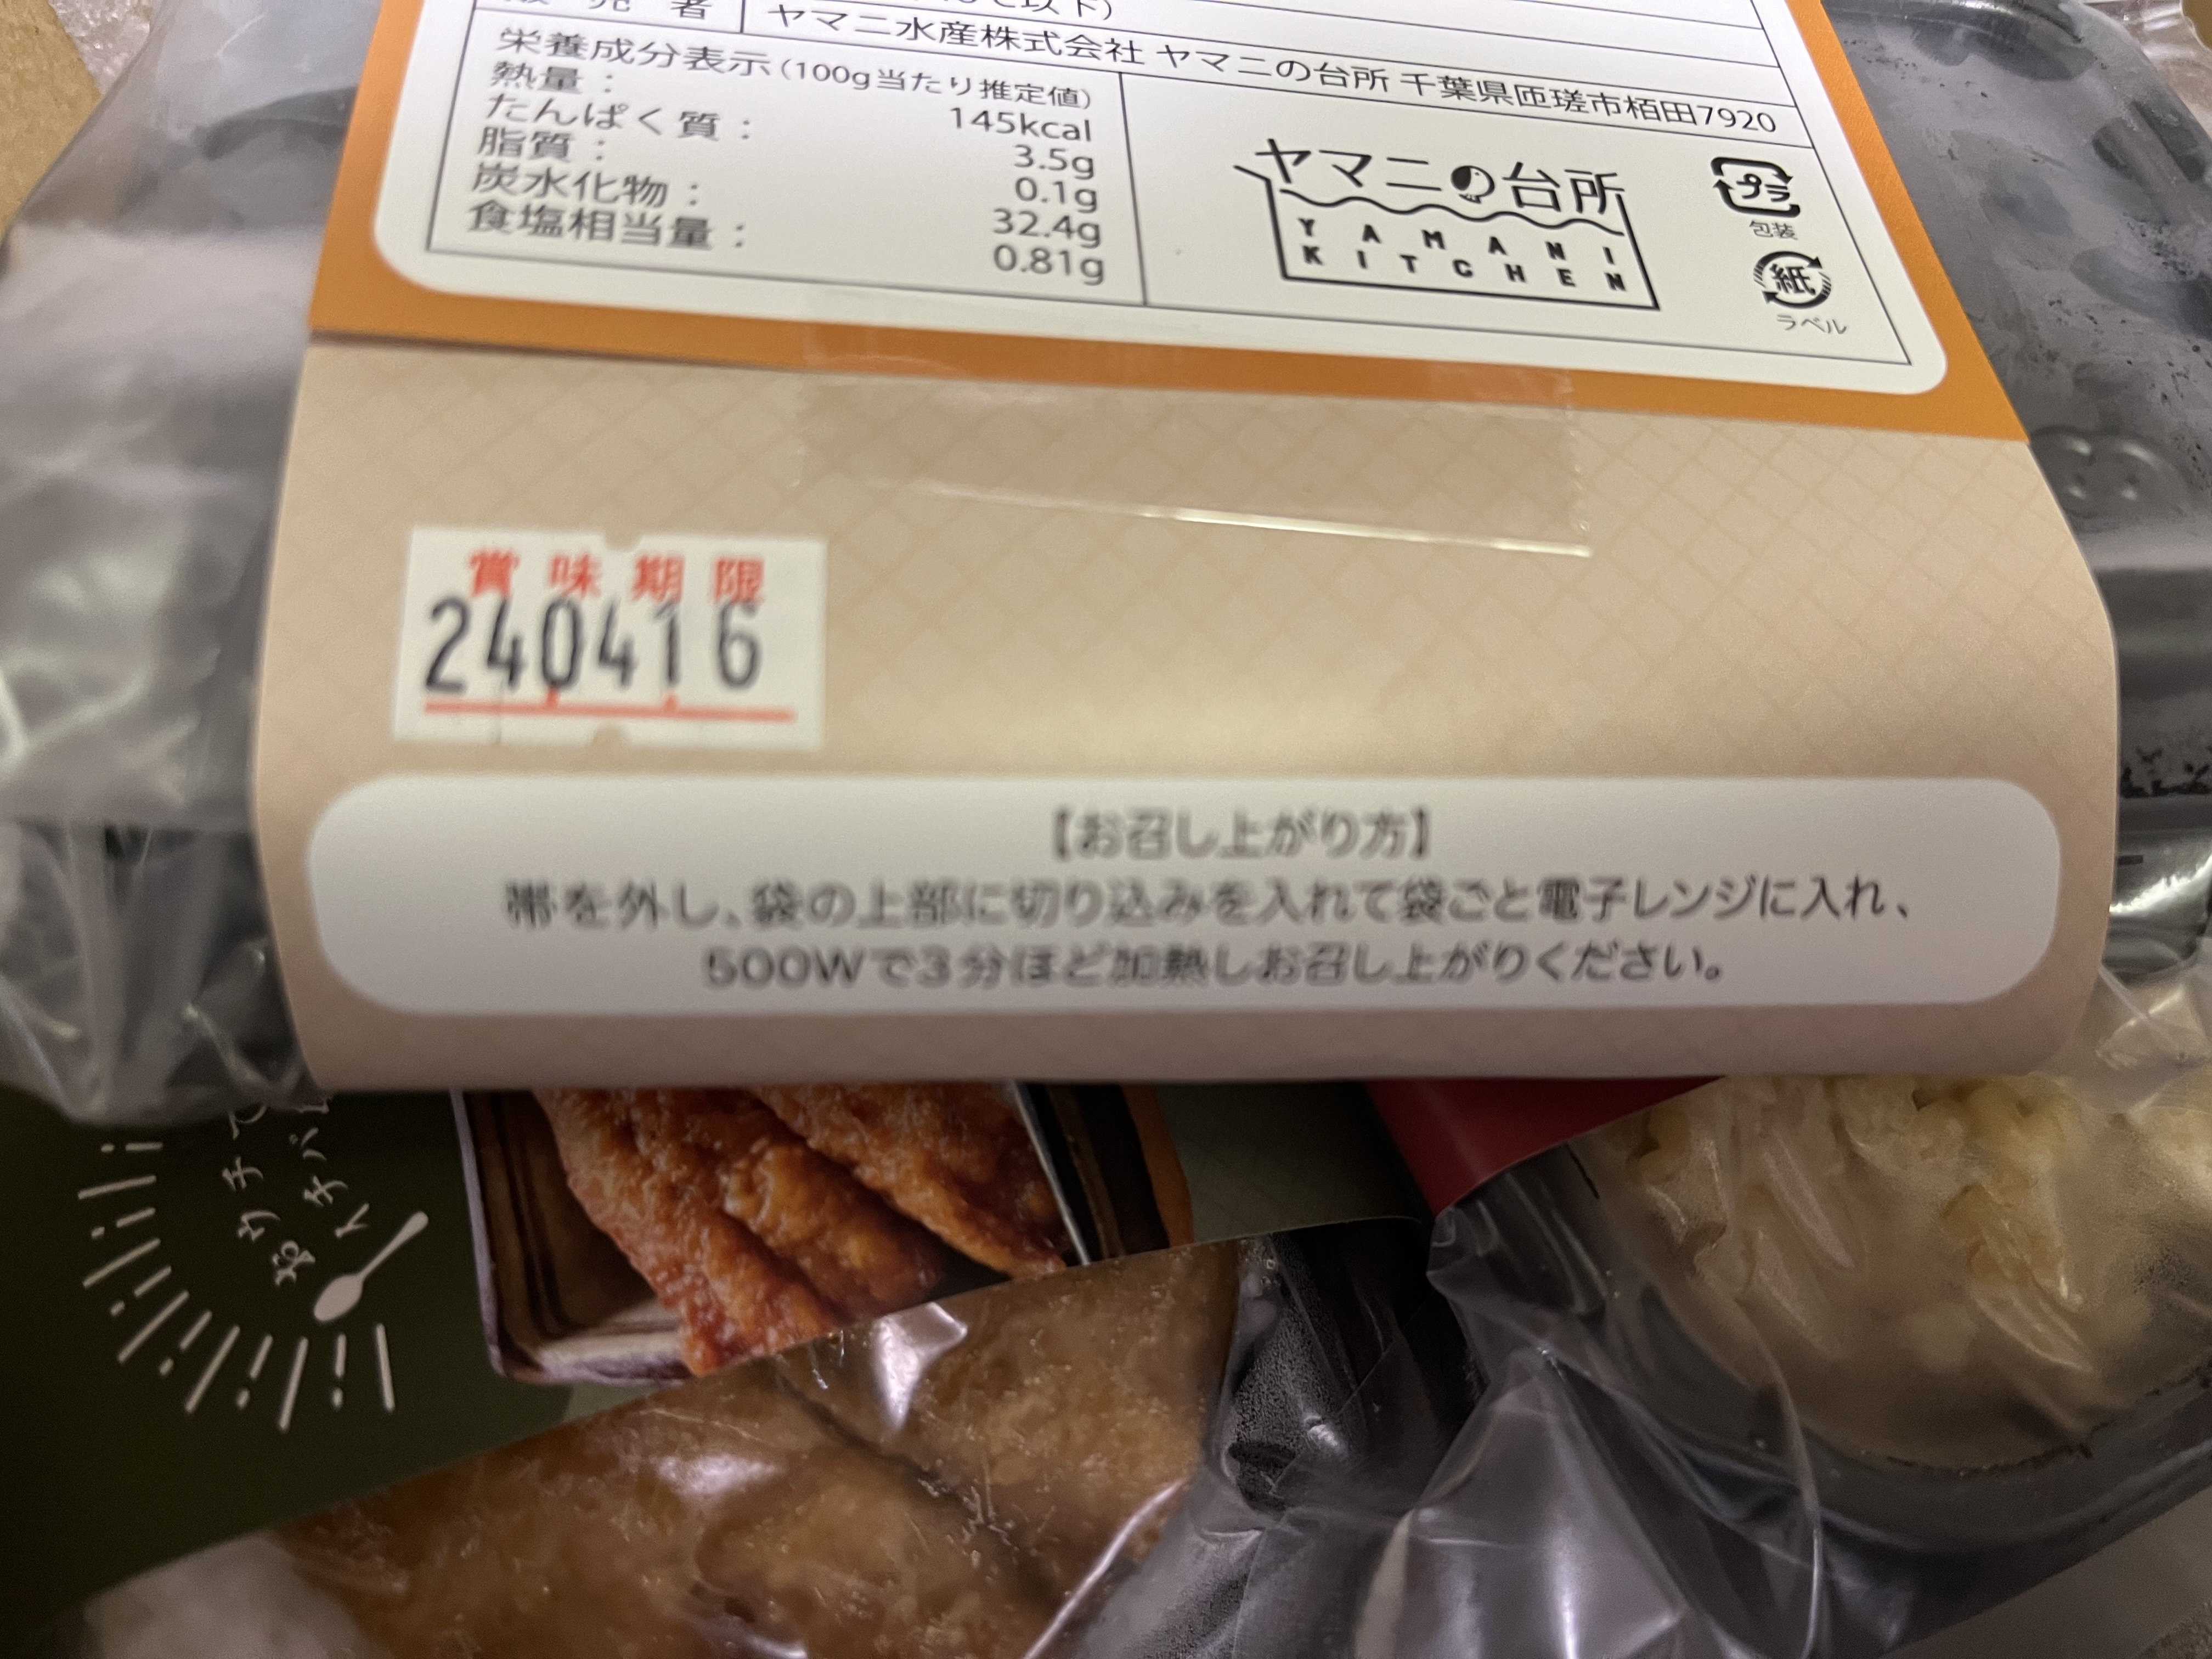 販売者 ヤマニ水産株式会社 ヤマニの台所 千葉県匝瑳市栢田7920
栄養成分表示(100g当たり推定値)
熱量： 145kcal
たんぱく質： 3.5g
脂質： 0.1g
炭水化物： 32.4g
食塩相当量： 0.81g
ヤマニの台所
YAMANI
KITCHEN
プラ
包装
紙
ラベル
賞味期限
240416
【お召し上がり方】
帯を外し、袋の上部に切り込みを入れて袋ごと電子レンジに入れ、
500Wで3分ほど加熱しお召し上がりください。
おウチで